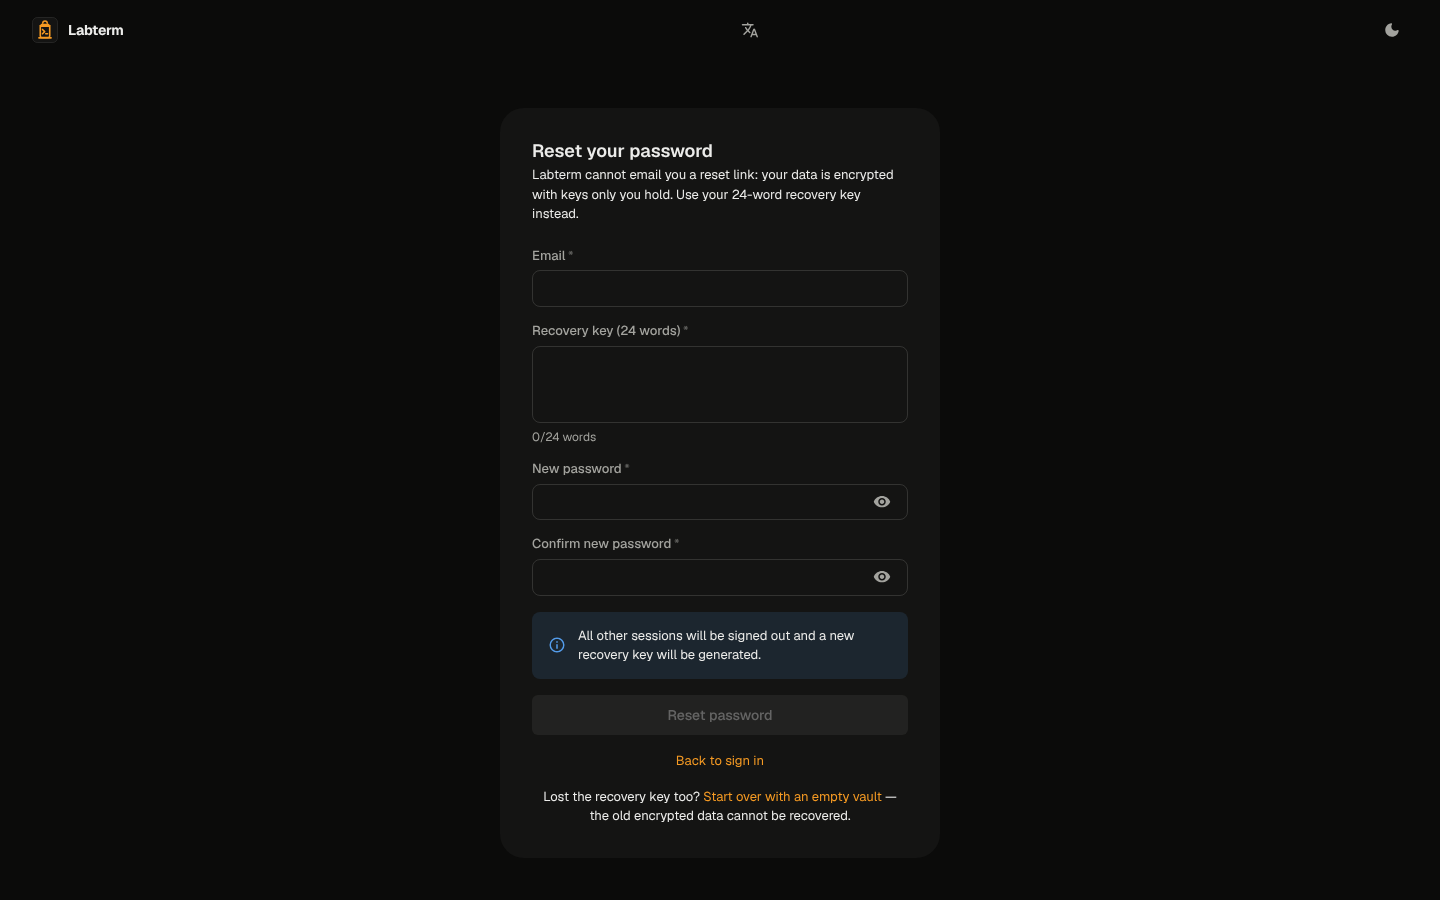 Labterm
Reset your password
Labterm cannot email you a reset link: your data is encrypted
with keys only you hold. Use your 24-word recovery key
instead.
Email *
Recovery key (24 words) *
0/24 words
New password *
Confirm new password *
All other sessions will be signed out and a new
recovery key will be generated.
Reset password
Back to sign in
Lost the recovery key too? Start over with an empty vault —
the old encrypted data cannot be recovered.